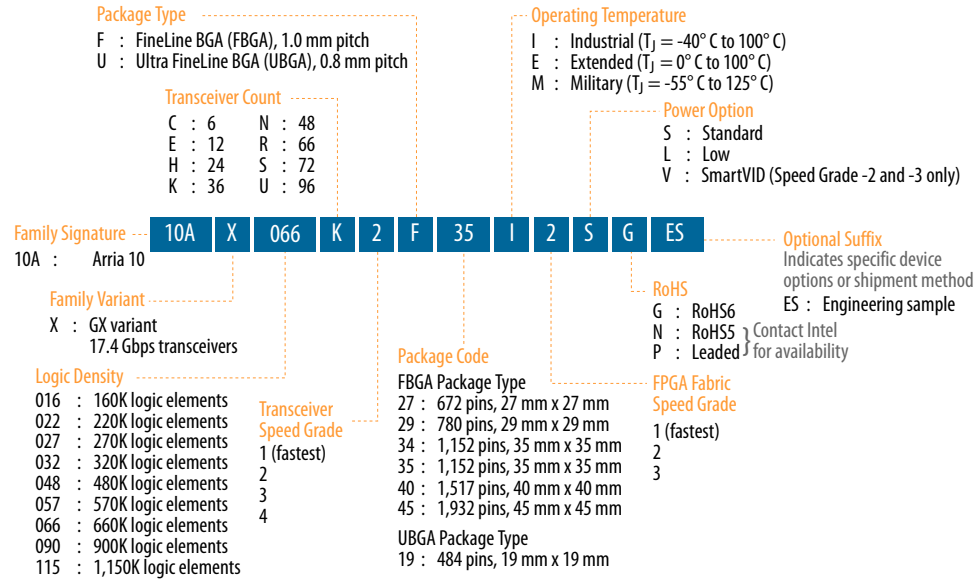 Package Type
F : FineLine BGA (FBGA), 1.0 mm pitch
U : Ultra FineLine BGA (UBGA), 0.8 mm pitch
Operating Temperature
I : Industrial (TJ = -40° C to 100° C)
E : Extended (TJ = 0° C to 100° C)
M : Military (TJ = -55° C to 125° C)
Transceiver Count
C : 6 N : 48
E : 12 R : 66
H : 24 S : 72
K : 36 U : 96
Power Option
S : Standard
L : Low
V : SmartVID (Speed Grade -2 and -3 only)
Family Signature
10A : Arria 10
10A X 066 K 2 F 35 I 2 S G ES
Optional Suffix
Indicates specific device
options or shipment method
ES : Engineering sample
Family Variant
X : GX variant
17.4 Gbps transceivers
RoHS
G : RoHS6
N : RoHS5
P : Leaded
} Contact Intel
for availability
Logic Density
016 : 160K logic elements
022 : 220K logic elements
027 : 270K logic elements
032 : 320K logic elements
048 : 480K logic elements
057 : 570K logic elements
066 : 660K logic elements
090 : 900K logic elements
115 : 1,150K logic elements
Transceiver
Speed Grade
1 (fastest)
2
3
4
Package Code
FBGA Package Type
27 : 672 pins, 27 mm x 27 mm
29 : 780 pins, 29 mm x 29 mm
34 : 1,152 pins, 35 mm x 35 mm
35 : 1,152 pins, 35 mm x 35 mm
40 : 1,517 pins, 40 mm x 40 mm
45 : 1,932 pins, 45 mm x 45 mm
UBGA Package Type
19 : 484 pins, 19 mm x 19 mm
FPGA Fabric
Speed Grade
1 (fastest)
2
3